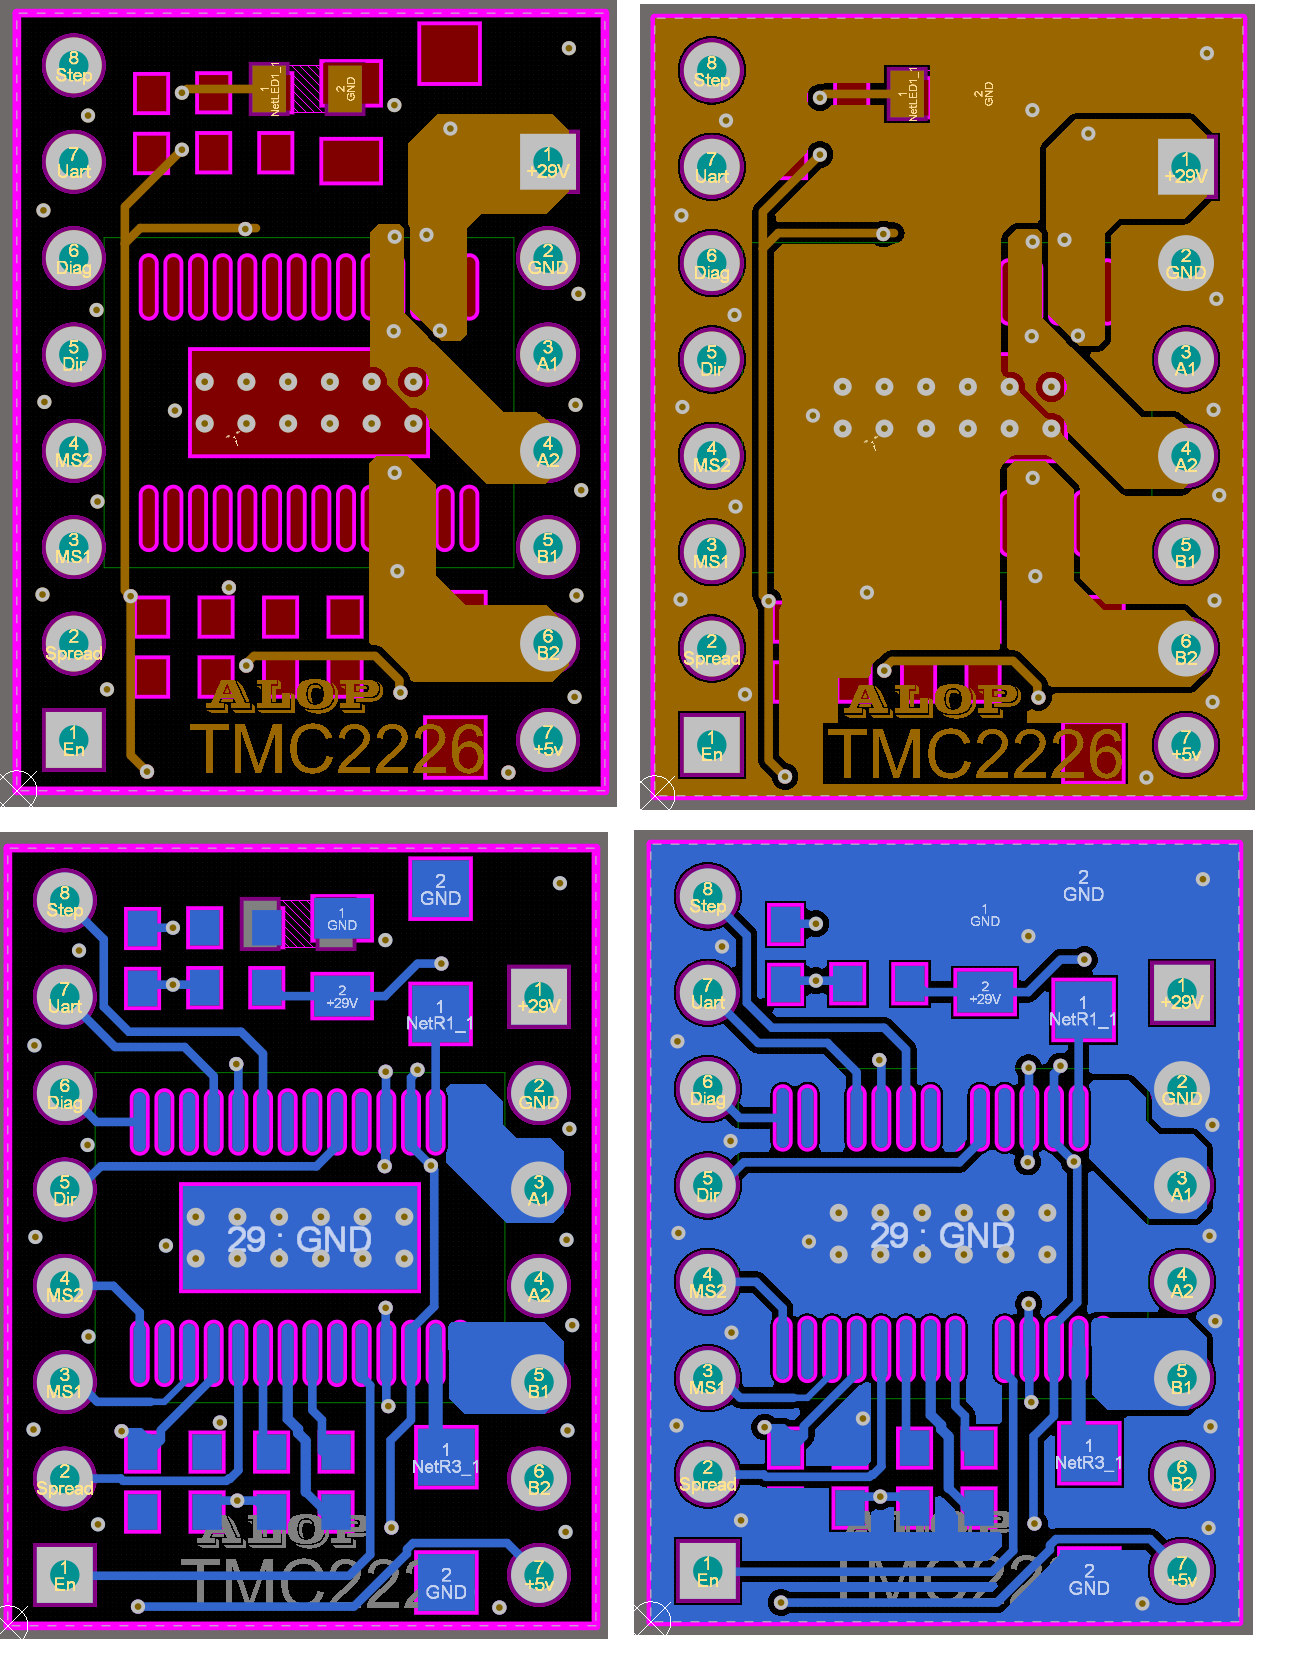 8
Step
1
NetLED1_1
2
GND
7
Uart
1
+29V
6
Diag
2
GND
5
Dir
3
A1
4
MS2
4
A2
3
MS1
5
B1
2
Spread
6
B2
ALOP
1
En
TMC2226
7
+5v
8
Step
1
NetLED1_1
2
GND
7
Uart
1
+29V
6
Diag
2
GND
5
Dir
3
A1
4
MS2
4
A2
3
MS1
5
B1
2
Spread
6
B2
ALOP
1
En
TMC2226
7
+5v
8
Step
1
GND
2
GND
7
Uart
2
+29V
1
NetR1_1
1
+29V
6
Diag
2
GND
5
Dir
3
A1
29 : GND
4
MS2
4
A2
3
MS1
5
B1
1
NetR3_1
2
Spread
6
B2
ALOP
1
En
TMC222
2
GND
7
+5v
8
Step
1
GND
2
GND
7
Uart
2
+29V
1
NetR1_1
1
+29V
6
Diag
2
GND
5
Dir
3
A1
29 : GND
4
MS2
4
A2
3
MS1
5
B1
1
NetR3_1
2
Spread
6
B2
1
En
2
GND
7
+5v